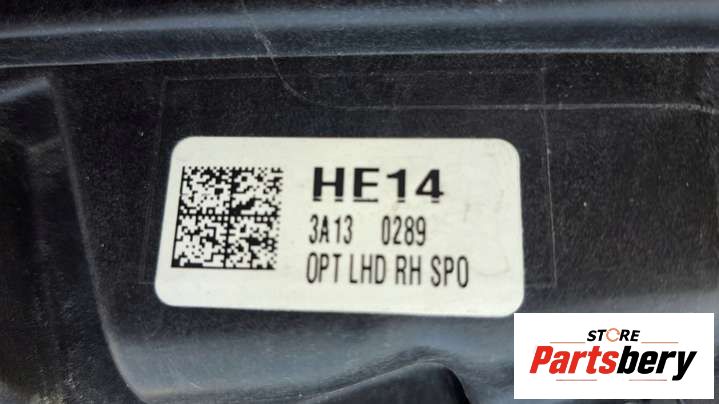 HE14
3A13 0289
OPT LHD RH SPO
STORE
Partsbery